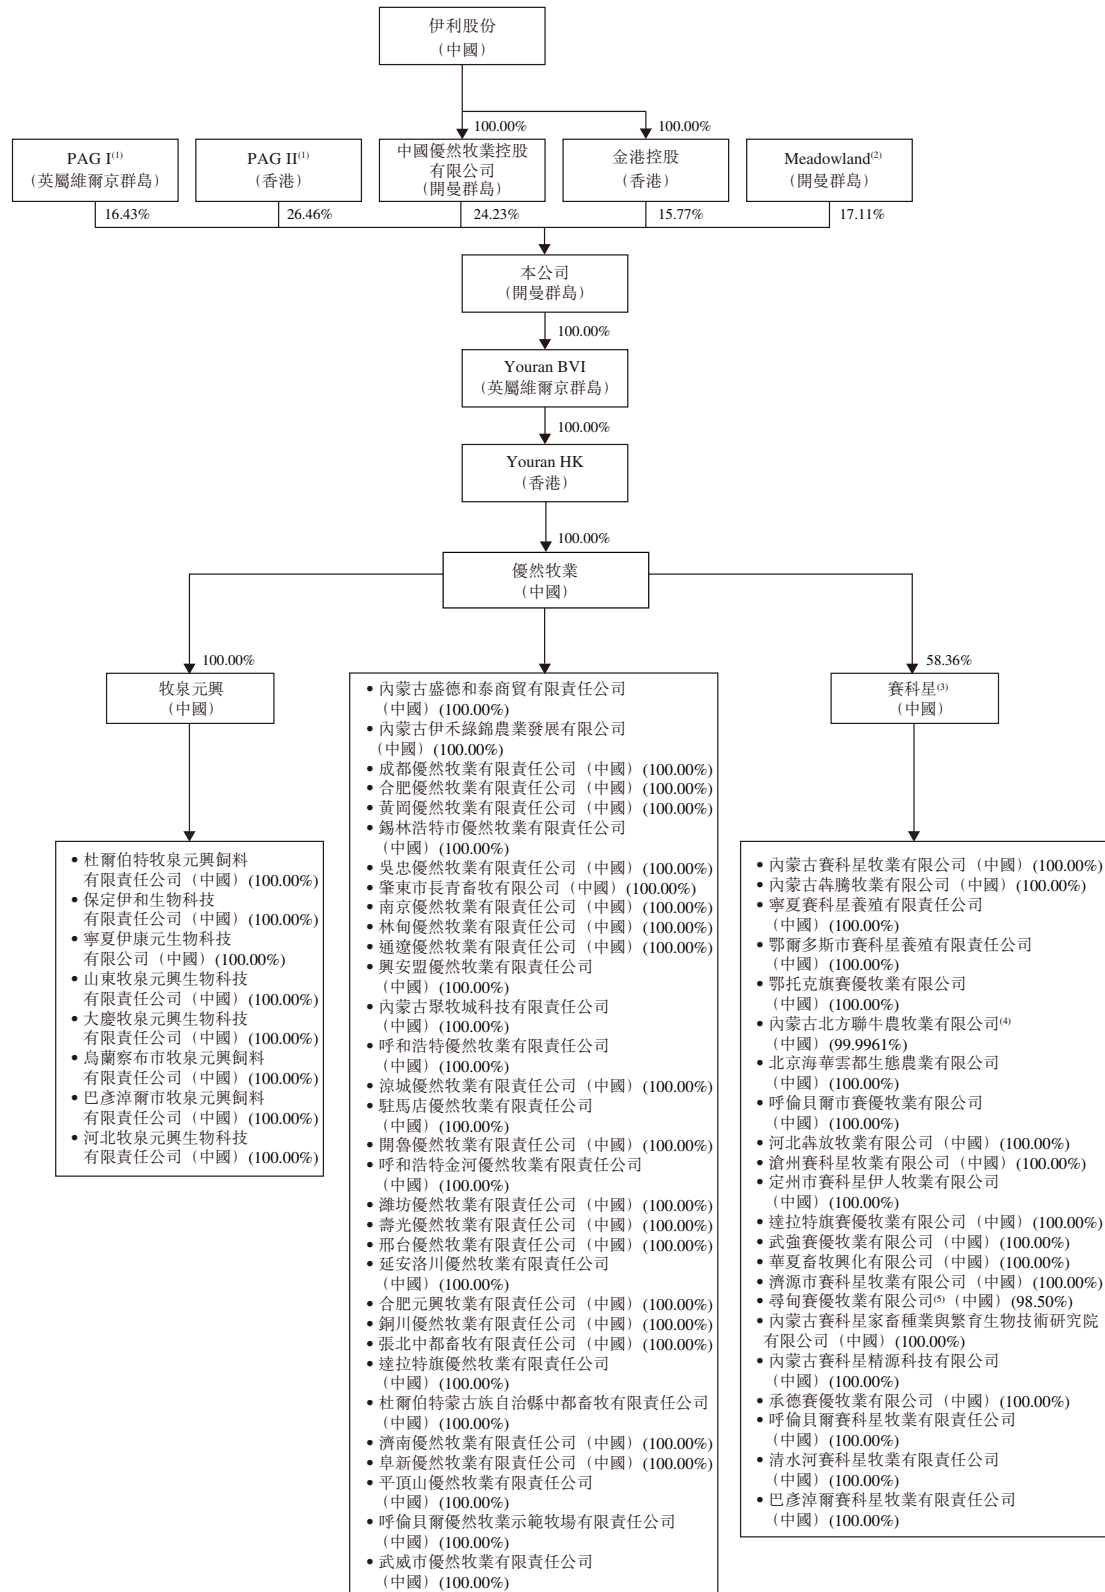 伊利股份
（中國）
100.00%
100.00%
PAG I(1)
（英屬維爾京群島）
PAG II(1)
（香港）
中國優然牧業控股
有限公司
（開曼群島）
金港控股
（香港）
Meadowland(2)
（開曼群島）
16.43%
26.46%
24.23%
15.77%
17.11%
本公司
（開曼群島）
100.00%
Youran BVI
（英屬維爾京群島）
100.00%
Youran HK
（香港）
100.00%
優然牧業
（中國）
100.00%
58.36%
牧泉元興
（中國）
• 杜爾伯特牧泉元興飼料
有限責任公司（中國）(100.00%)
• 保定伊和生物科技
有限責任公司（中國）(100.00%)
• 寧夏伊康元生物科技
有限公司（中國）(100.00%)
• 山東牧泉元興生物科技
有限責任公司（中國）(100.00%)
• 大慶牧泉元興生物科技
有限責任公司（中國）(100.00%)
• 烏蘭察布市牧泉元興飼料
有限責任公司（中國）(100.00%)
• 巴彥淖爾市牧泉元興飼料
有限責任公司（中國）(100.00%)
• 河北牧泉元興生物科技
有限責任公司（中國）(100.00%)
• 內蒙古盛德和泰商貿有限責任公司
（中國）(100.00%)
• 內蒙古伊禾綠錦農業發展有限公司
（中國）(100.00%)
• 成都優然牧業有限責任公司（中國）(100.00%)
• 合肥優然牧業有限責任公司（中國）(100.00%)
• 黃岡優然牧業有限責任公司（中國）(100.00%)
• 錫林浩特市優然牧業有限責任公司
（中國）(100.00%)
• 吳忠優然牧業有限責任公司（中國）(100.00%)
• 肇東市長青畜牧有限公司（中國）(100.00%)
• 南京優然牧業有限責任公司（中國）(100.00%)
• 林甸優然牧業有限責任公司（中國）(100.00%)
• 通遼優然牧業有限責任公司（中國）(100.00%)
• 興安盟優然牧業有限責任公司
（中國）(100.00%)
• 內蒙古聚牧城科技有限責任公司
（中國）(100.00%)
• 呼和浩特優然牧業有限責任公司
（中國）(100.00%)
• 涼城優然牧業有限責任公司（中國）(100.00%)
• 駐馬店優然牧業有限責任公司
（中國）(100.00%)
• 開魯優然牧業有限責任公司（中國）(100.00%)
• 呼和浩特金河優然牧業有限責任公司
（中國）(100.00%)
• 濰坊優然牧業有限責任公司（中國）(100.00%)
• 壽光優然牧業有限責任公司（中國）(100.00%)
• 邢台優然牧業有限責任公司（中國）(100.00%)
• 延安洛川優然牧業有限責任公司
（中國）(100.00%)
• 合肥元興牧業有限責任公司（中國）(100.00%)
• 銅川優然牧業有限責任公司（中國）(100.00%)
• 張北中都畜牧有限責任公司（中國）(100.00%)
• 達拉特旗優然牧業有限責任公司
（中國）(100.00%)
• 杜爾伯特蒙古族自治縣中都畜牧有限責任公司
（中國）(100.00%)
• 濟南優然牧業有限責任公司（中國）(100.00%)
• 阜新優然牧業有限責任公司（中國）(100.00%)
• 平頂山優然牧業有限責任公司
（中國）(100.00%)
• 呼倫貝爾優然牧業示範牧場有限責任公司
（中國）(100.00%)
• 武威市優然牧業有限責任公司
（中國）(100.00%)
賽科星(3)
（中國）
• 內蒙古賽科星牧業有限公司（中國）(100.00%)
• 內蒙古犇騰牧業有限公司（中國）(100.00%)
• 寧夏賽科星養殖有限責任公司
（中國）(100.00%)
• 鄂爾多斯市賽科星養殖有限責任公司
（中國）(100.00%)
• 鄂托克旗賽優牧業有限公司
（中國）(100.00%)
• 內蒙古北方聯牛農牧業有限公司(4)
（中國）(99.9961%)
• 北京海華雲都生態農業有限公司
（中國）(100.00%)
• 呼倫貝爾市賽優牧業有限公司
（中國）(100.00%)
• 河北犇放牧業有限公司（中國）(100.00%)
• 滄州賽科星牧業有限公司（中國）(100.00%)
• 定州市賽科星伊人牧業有限公司
（中國）(100.00%)
• 達拉特旗賽優牧業有限公司（中國）(100.00%)
• 武強賽優牧業有限公司（中國）(100.00%)
• 華夏畜牧興化有限公司（中國）(100.00%)
• 濟源市賽科星牧業有限公司（中國）(100.00%)
• 尋甸賽優牧業有限公司(5)（中國）(98.50%)
• 內蒙古賽科星家畜種業與繁育生物技術研究院
有限公司（中國）(100.00%)
• 內蒙古賽科星精源科技有限公司
（中國）(100.00%)
• 承德賽優牧業有限公司（中國）(100.00%)
• 呼倫貝爾賽科星牧業有限責任公司
（中國）(100.00%)
• 清水河賽科星牧業有限責任公司
（中國）(100.00%)
• 巴彥淖爾賽科星牧業有限責任公司
（中國）(100.00%)